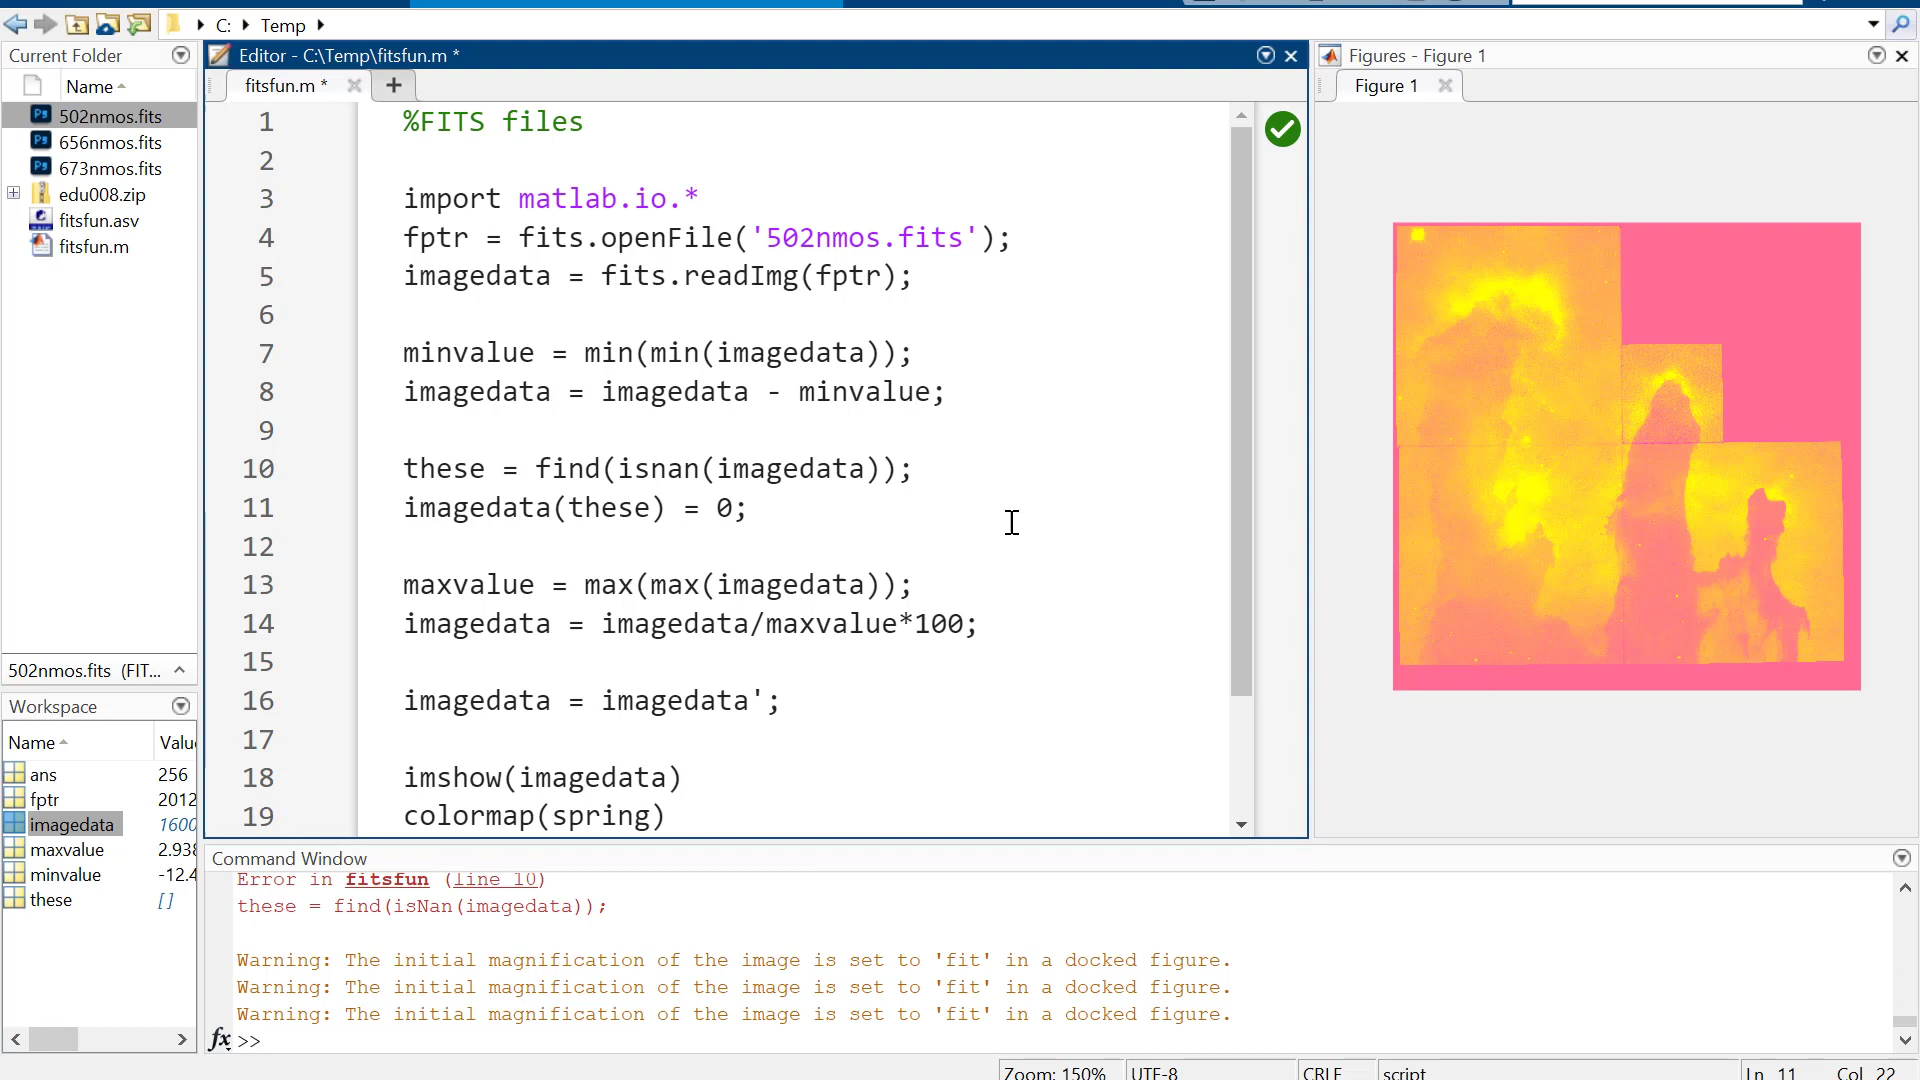 C: Temp
Current Folder
Name
502nmos.fits
656nmos.fits
673nmos.fits
edu008.zip
fitsfun.asv
fitsfun.m
502nmos.fits (FIT...
Workspace
Name Valu
ans 256
fptr 2012
imagedata 1600
maxvalue 2.938
minvalue -12.4
these []
Editor - C:\Temp\fitsfun.m *
fitsfun.m * +
1 %FITS files
2
3 import matlab.io.*
4 fptr = fits.openFile('502nmos.fits');
5 imagedata = fits.readImg(fptr);
6
7 minvalue = min(min(imagedata));
8 imagedata = imagedata - minvalue;
9
10 these = find(isnan(imagedata));
11 imagedata(these) = 0;
12
13 maxvalue = max(max(imagedata));
14 imagedata = imagedata/maxvalue*100;
15
16 imagedata = imagedata';
17
18 imshow(imagedata)
19 colormap(spring)
Figures - Figure 1
Figure 1
Command Window
Error in fitsfun (line 10)
these = find(isNan(imagedata));
Warning: The initial magnification of the image is set to 'fit' in a docked figure.
Warning: The initial magnification of the image is set to 'fit' in a docked figure.
Warning: The initial magnification of the image is set to 'fit' in a docked figure.
fx >>
Zoom: 150% UTF-8 CRLF script Ln 11 Col 22